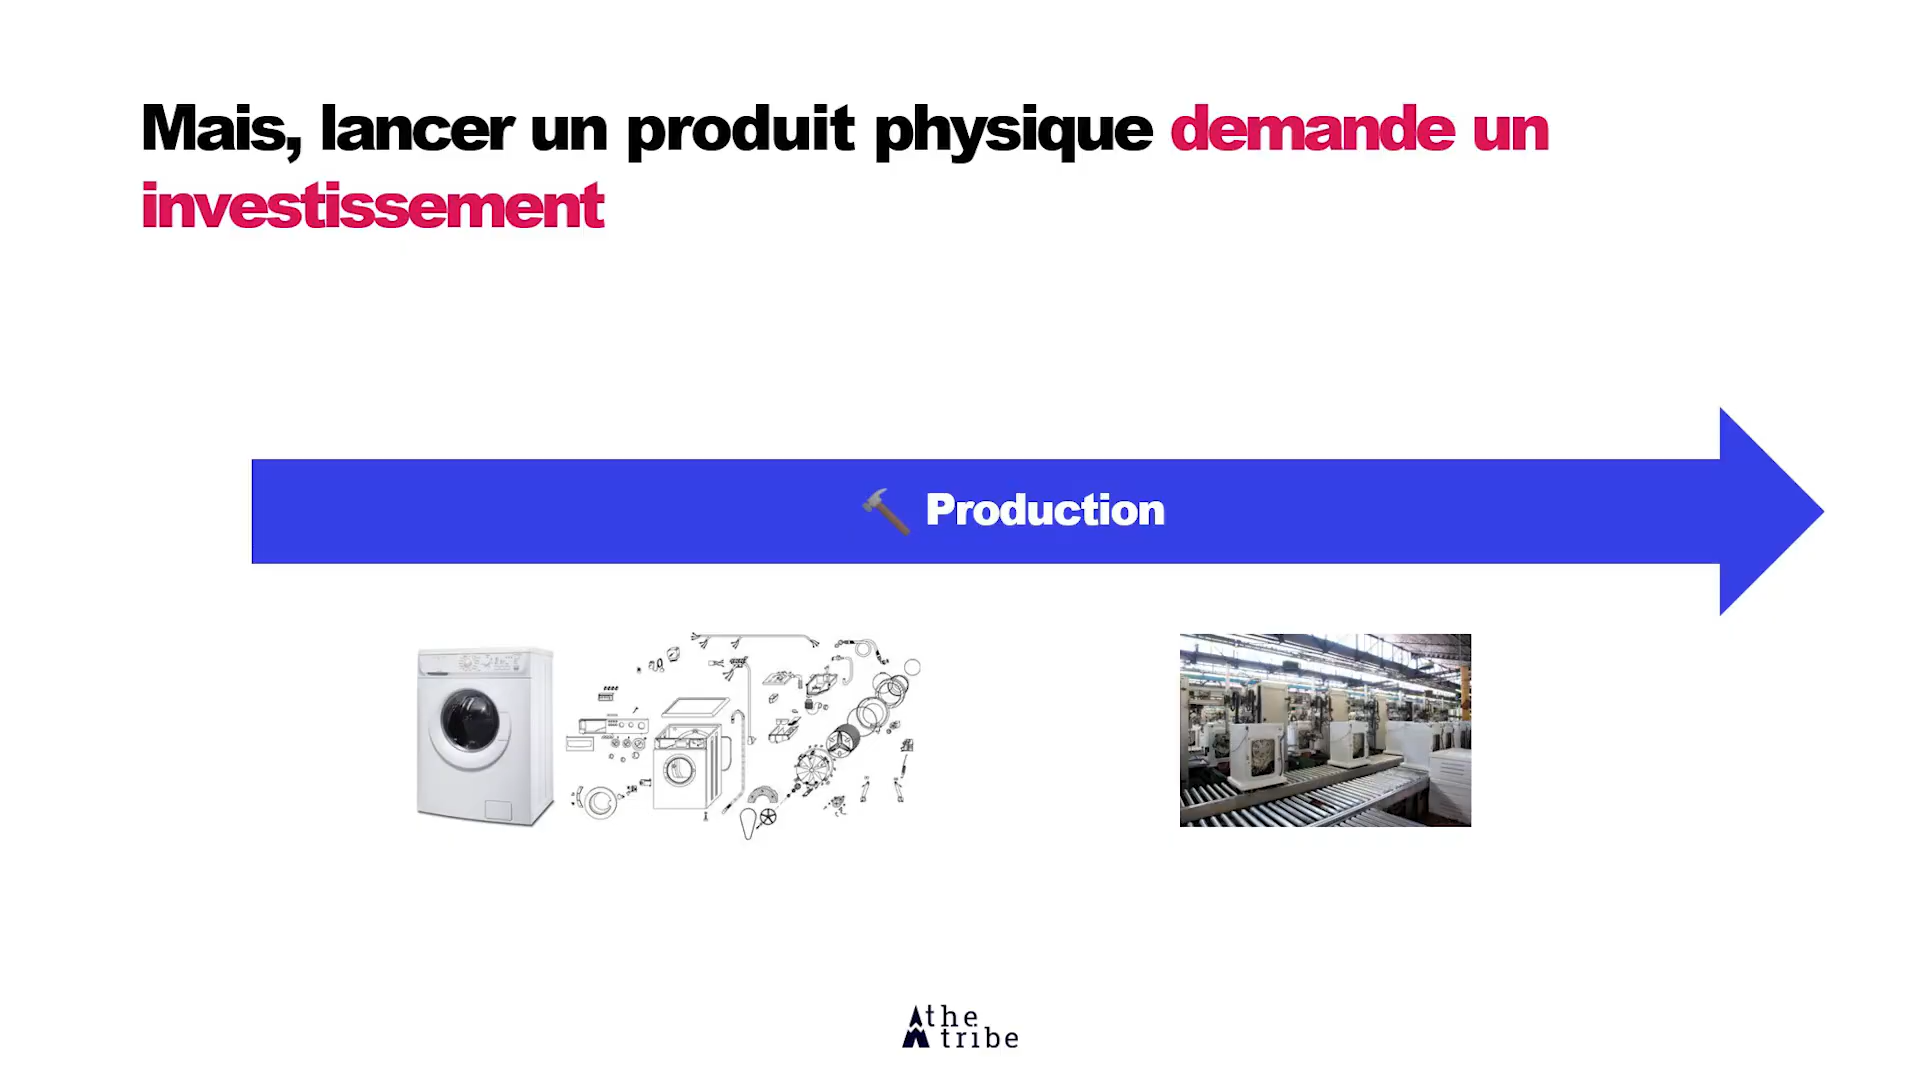 Mais, lancer un produit physique demande un
investissement
🔨 Production
the
tribe